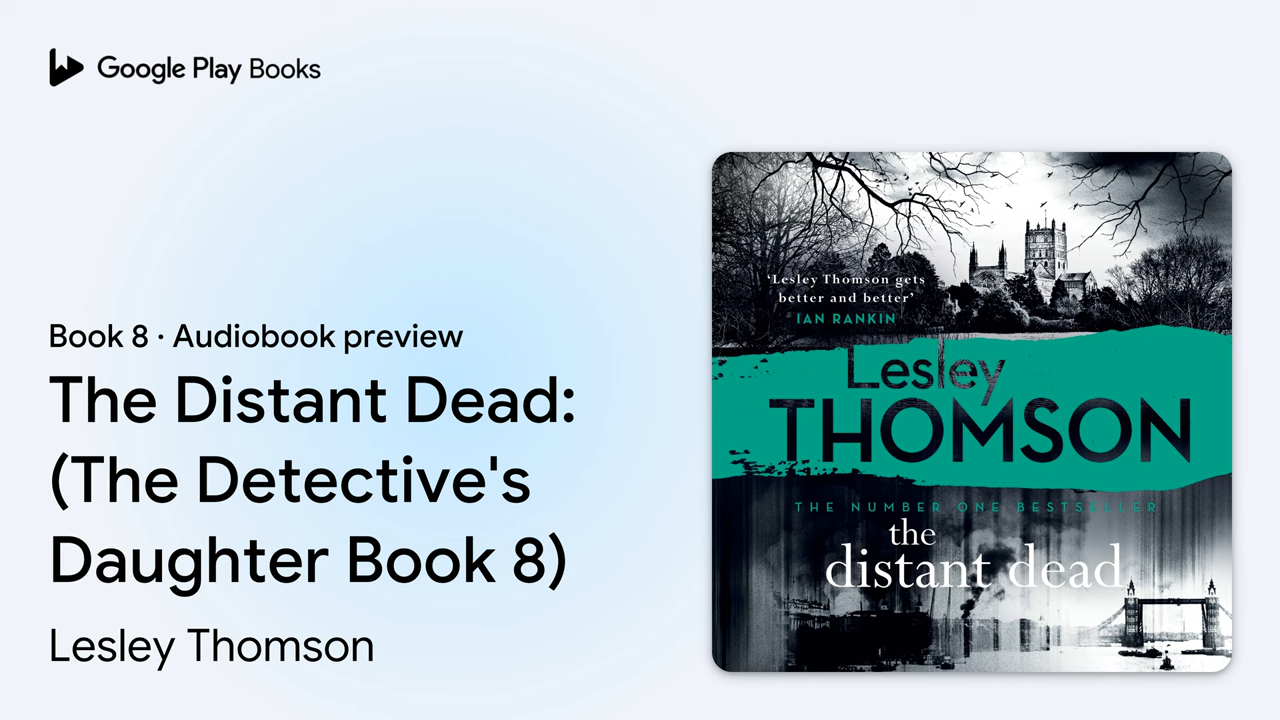 Google Play Books
Book 8 · Audiobook preview
The Distant Dead:
(The Detective's
Daughter Book 8)
Lesley Thomson
‘Lesley Thomson gets
better and better’
IAN RANKIN
Lesley
THOMSON
THE NUMBER ONE BESTSELLER
the
distant dead